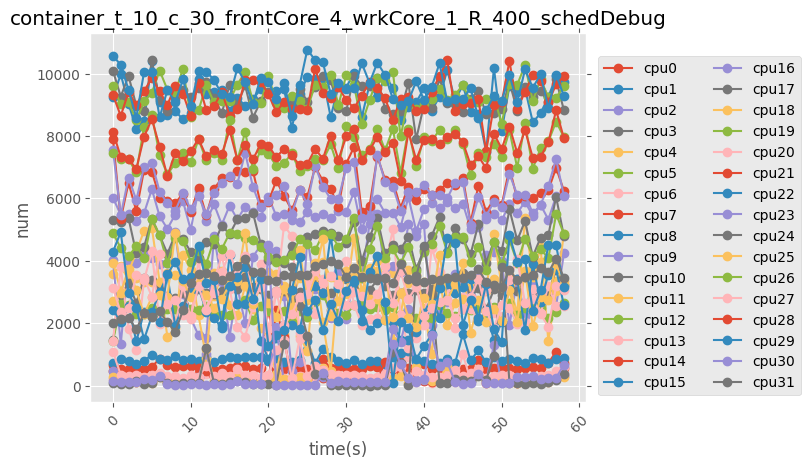 container_t_10_c_30_frontCore_4_wrkCore_1_R_400_schedDebug
10000
8000
6000
4000
2000
0
num
0
10
20
30
40
50
60
time(s)
cpu0 cpu16
cpu1 cpu17
cpu2 cpu18
cpu3 cpu19
cpu4 cpu20
cpu5 cpu21
cpu6 cpu22
cpu7 cpu23
cpu8 cpu24
cpu9 cpu25
cpu10 cpu26
cpu11 cpu27
cpu12 cpu28
cpu13 cpu29
cpu14 cpu30
cpu15 cpu31